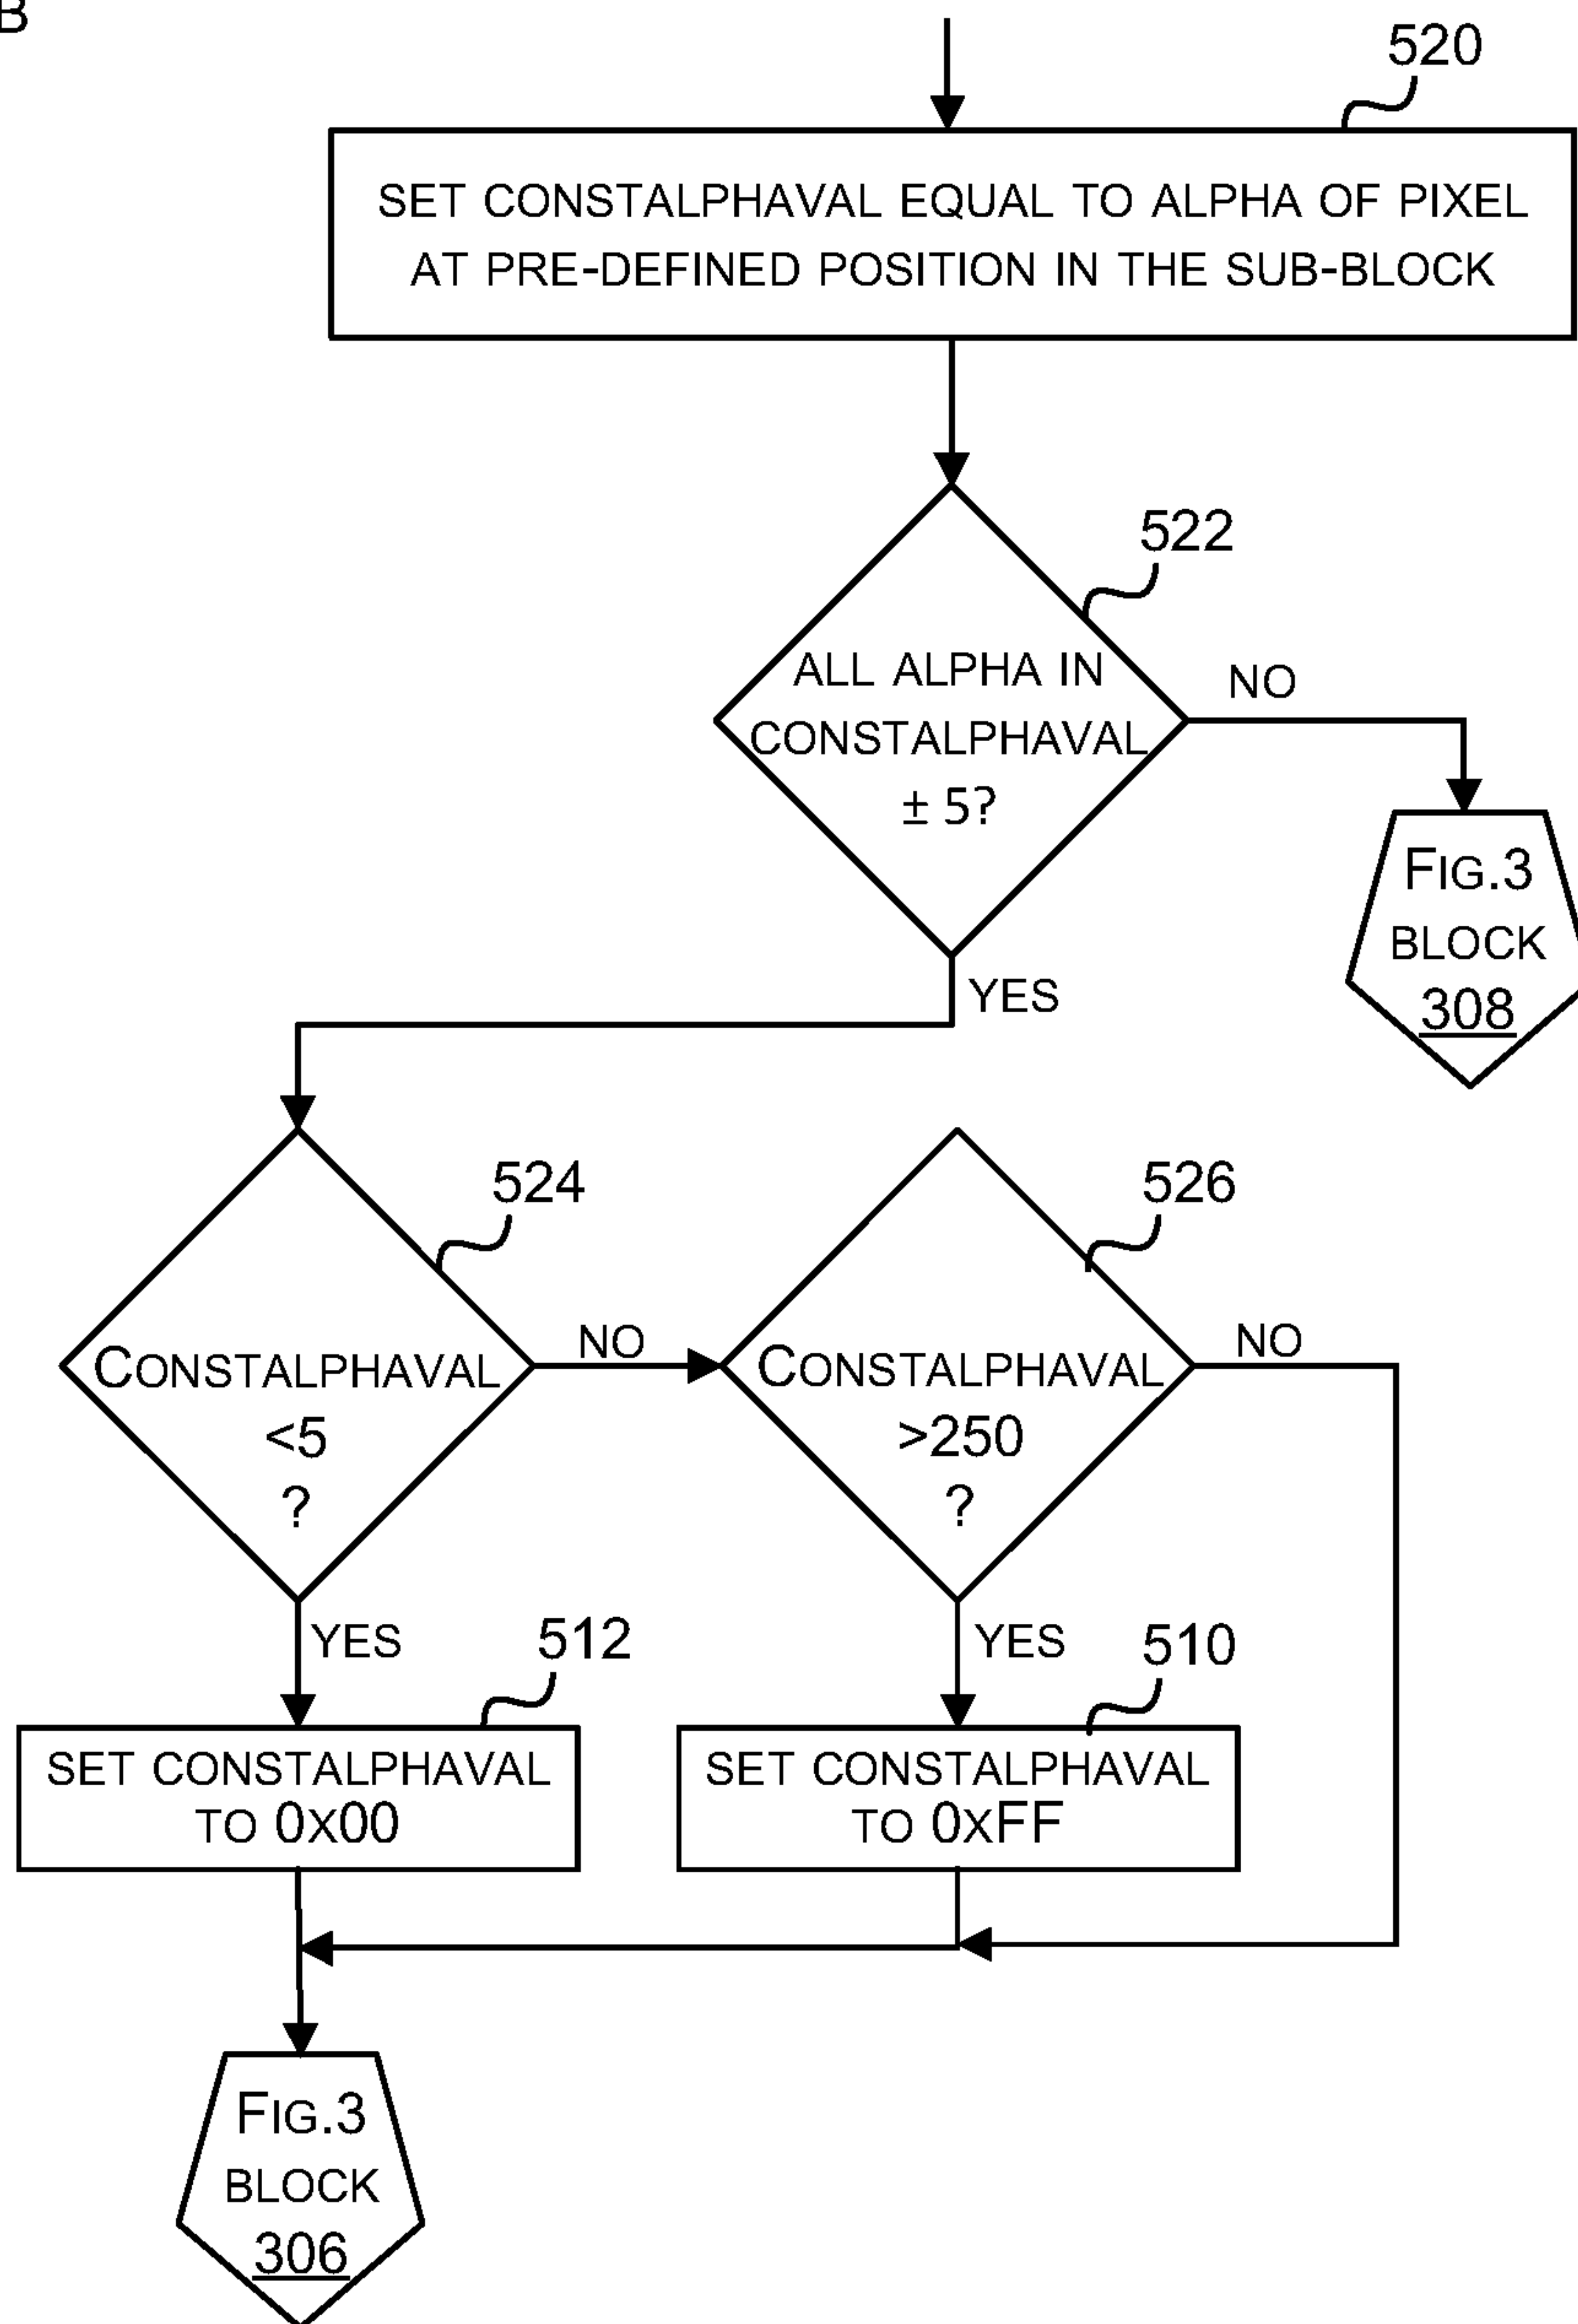 B
520
SET CONSTALPHAVAL EQUAL TO ALPHA OF PIXEL
AT PRE-DEFINED POSITION IN THE SUB-BLOCK
522
ALL ALPHA IN
CONSTALPHAVAL
± 5?
NO
FIG.3
BLOCK
308
YES
524
CONSTALPHAVAL
<5
?
NO
526
CONSTALPHAVAL
>250
?
NO
YES
512
SET CONSTALPHAVAL
TO 0X00
YES
510
SET CONSTALPHAVAL
TO 0XFF
FIG.3
BLOCK
306